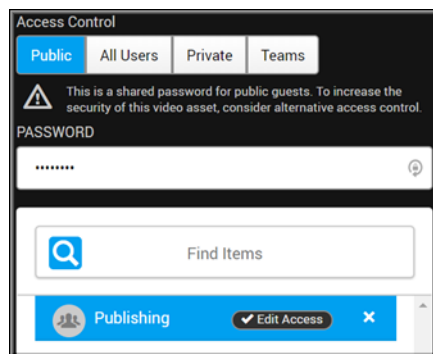 Access Control
Public All Users Private Teams
This is a shared password for public guests. To increase the
security of this video asset, consider alternative access control.
PASSWORD
••••••••
Find Items
Publishing ✔ Edit Access ×